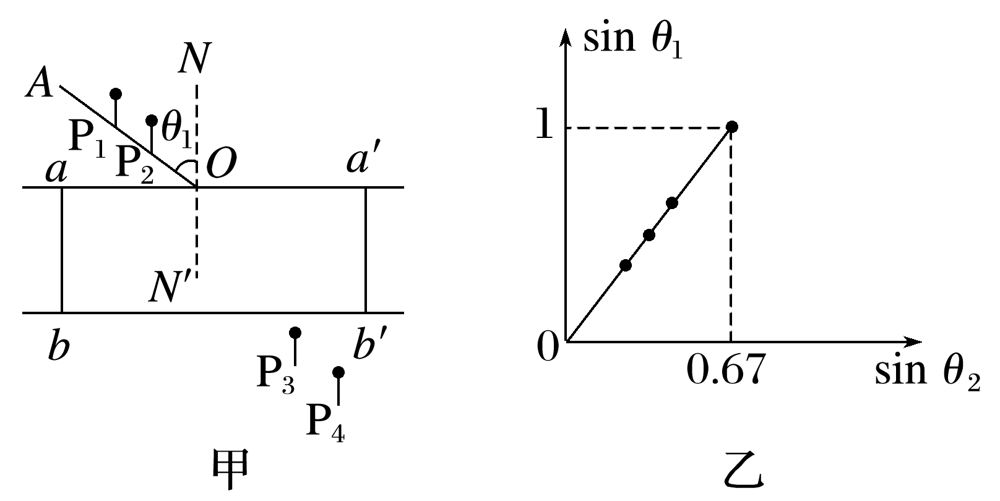 N
A
θ₁
P₁
P₂
O
a
a′
N′
b
b′
P₃
P₄
甲
sin θ₁
1
0
0.67
sin θ₂
乙